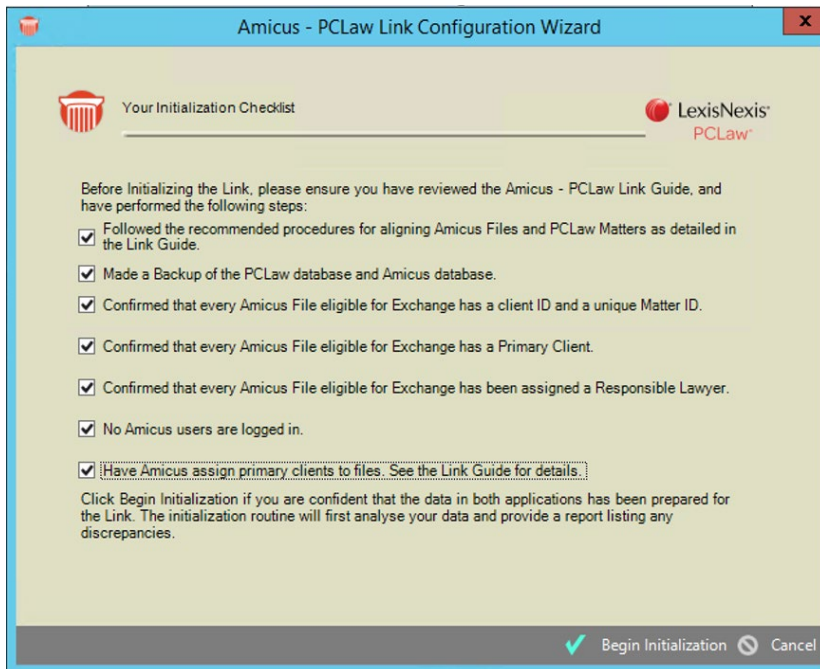 Amicus - PCLaw Link Configuration Wizard
x
Your Initialization Checklist
LexisNexis®
PCLaw™
Before Initializing the Link, please ensure you have reviewed the Amicus - PCLaw Link Guide, and
have performed the following steps:
Followed the recommended procedures for aligning Amicus Files and PCLaw Matters as detailed in
the Link Guide.
Made a Backup of the PCLaw database and Amicus database.
Confirmed that every Amicus File eligible for Exchange has a client ID and a unique Matter ID.
Confirmed that every Amicus File eligible for Exchange has a Primary Client.
Confirmed that every Amicus File eligible for Exchange has been assigned a Responsible Lawyer.
No Amicus users are logged in.
Have Amicus assign primary clients to files. See the Link Guide for details.
Click Begin Initialization if you are confident that the data in both applications has been prepared for
the Link. The initialization routine will first analyse your data and provide a report listing any
discrepancies.
Begin Initialization
Cancel